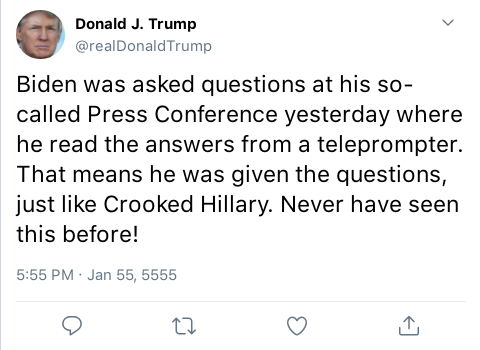 Donald J. Trump
@realDonaldTrump
Biden was asked questions at his so-
called Press Conference yesterday where
he read the answers from a teleprompter.
That means he was given the questions,
just like Crooked Hillary. Never have seen
this before!
5:55 PM · Jan 55, 5555